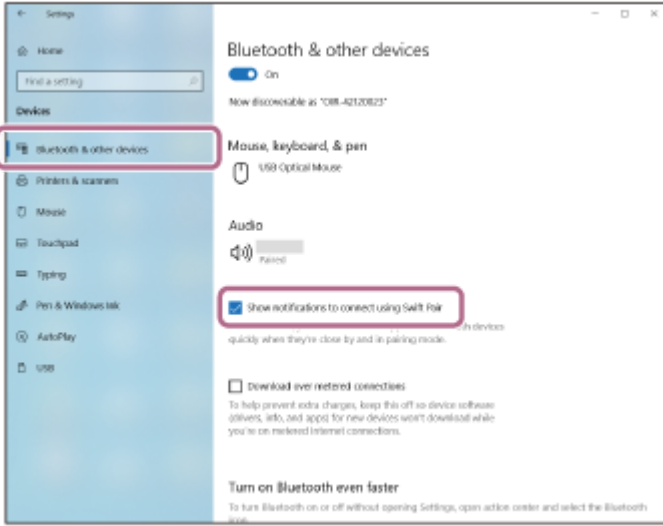 Settings
Home
Find a setting
Devices
Bluetooth & other devices
Printers & scanners
Mouse
Touchpad
Typing
Pen & Windows Ink
AutoPlay
USB
Bluetooth & other devices
On
Now discoverable as
Mouse, keyboard, & pen
USB Optical Mouse
Audio
Paired
Show notifications to connect using Swift Pair
devices
quickly when they're close by and in pairing mode.
Download over metered connections
To help prevent extra charges, keep this off so device software
(drivers, info, and apps) for new devices won't download while
you're on metered Internet connections.
Turn on Bluetooth even faster
To turn Bluetooth on or off without opening Settings, open action center and select the Bluetooth
icon.